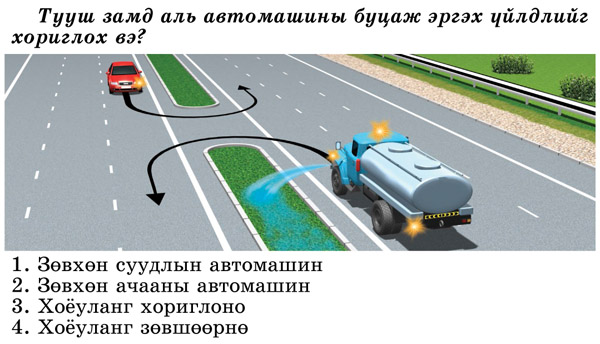 Тууш замд аль автомашины буцаж эргэх үйлдлийг
хориглох вэ?
1. Зөвхөн суудлын автомашин
2. Зөвхөн ачааны автомашин
3. Хоёуланг хориглоно
4. Хоёуланг зөвшөөрнө